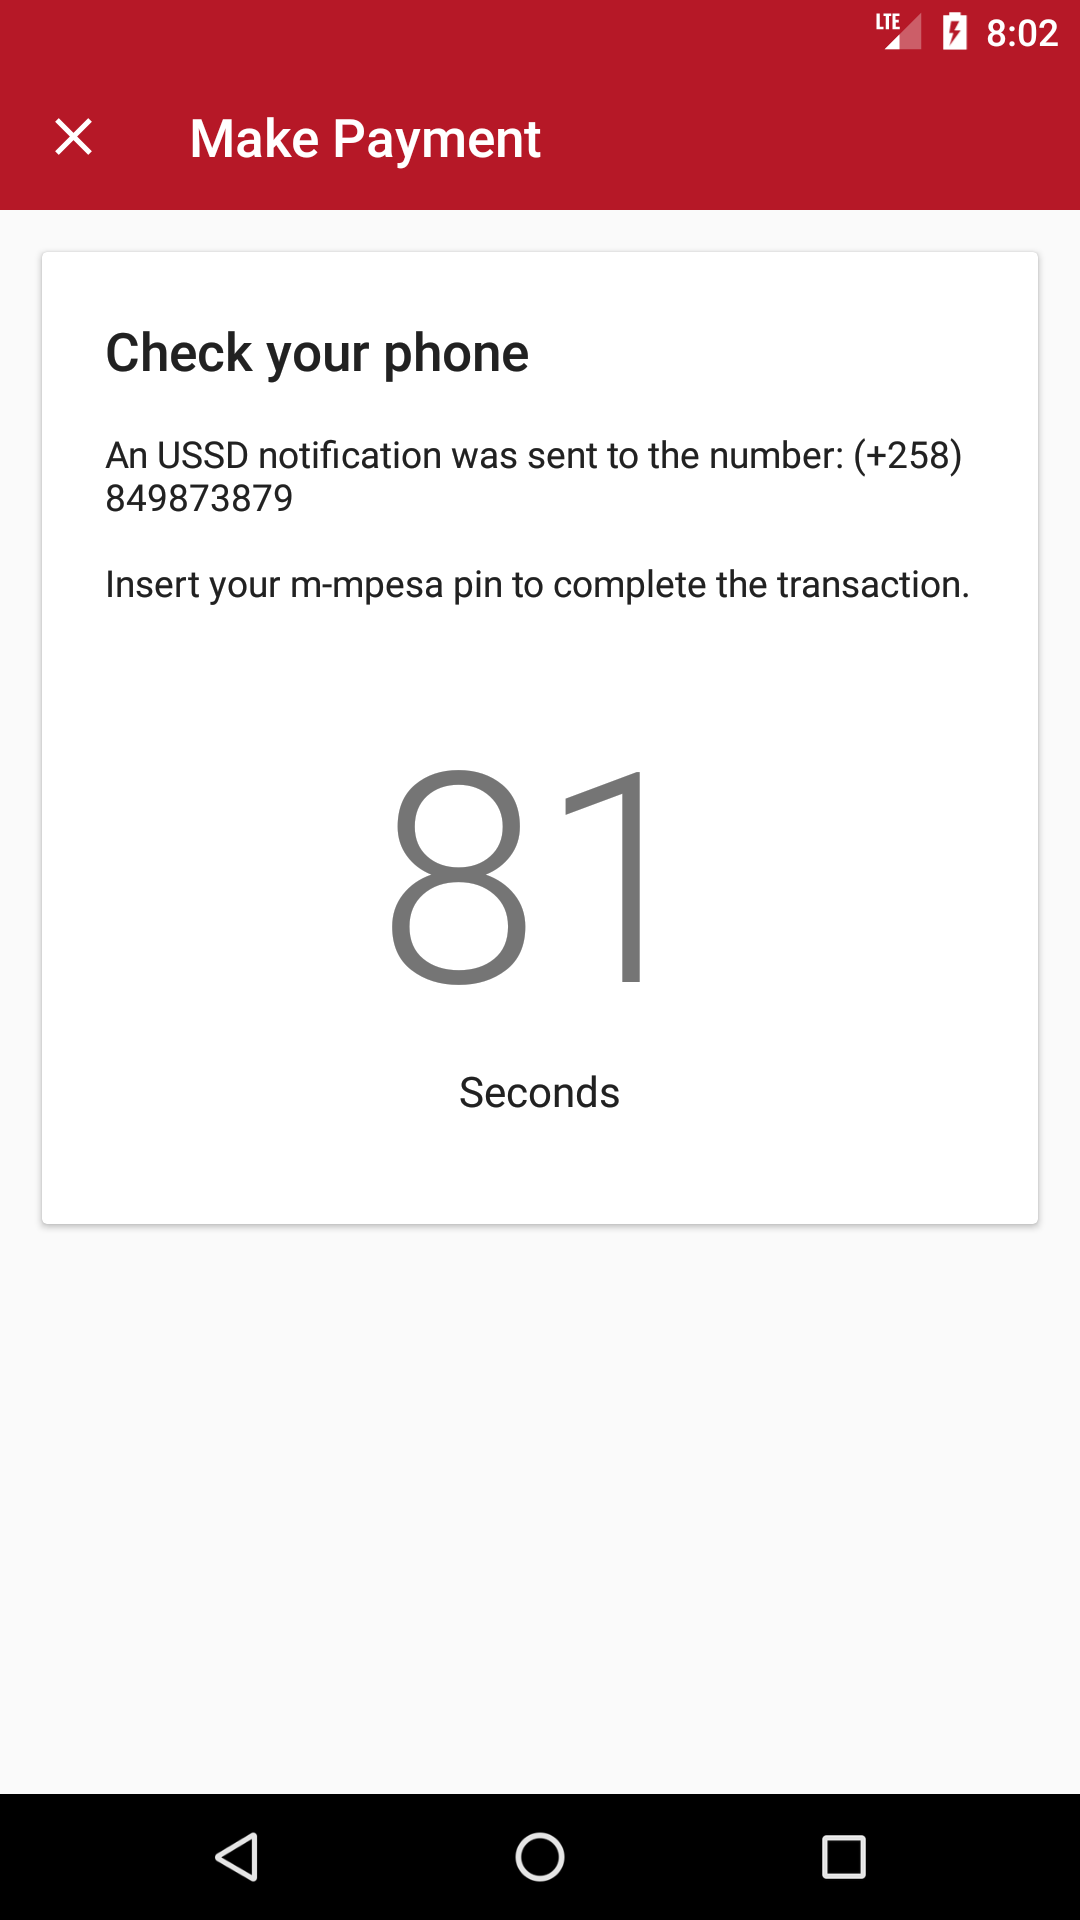 LTE 8:02
Make Payment
Check your phone
An USSD notification was sent to the number: (+258)
849873879
Insert your m-mpesa pin to complete the transaction.
81
Seconds